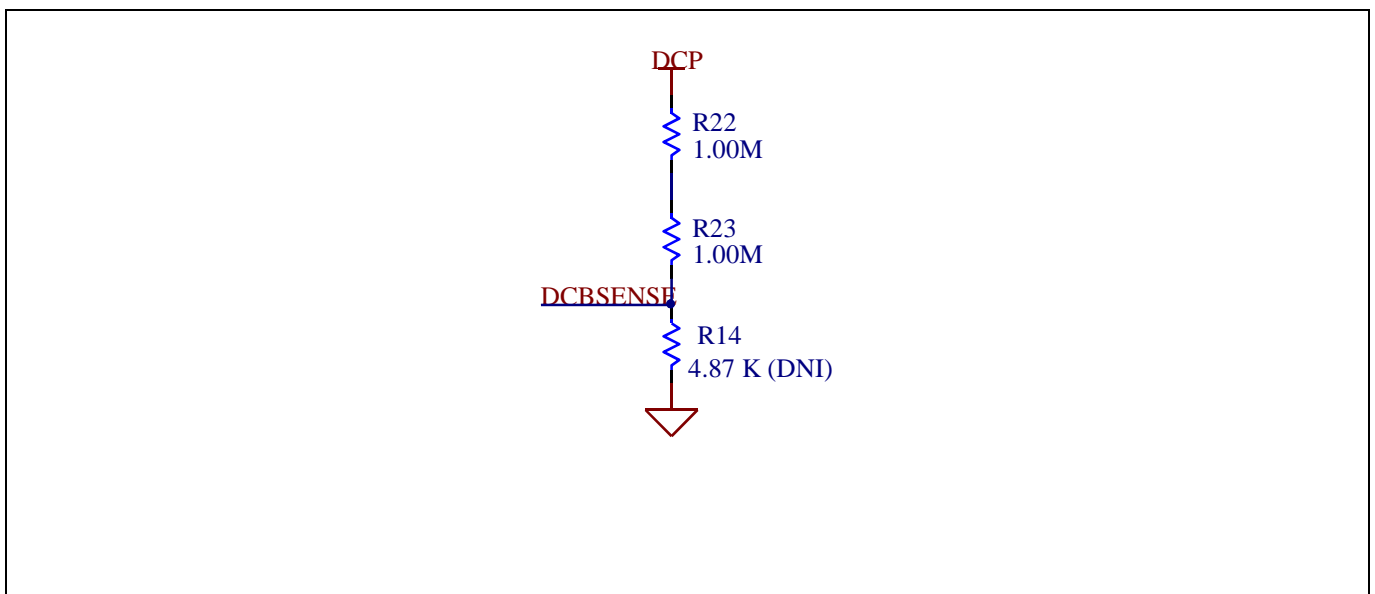 DCP
R22
1.00M
R23
1.00M
DCBSENSE
R14
4.87 K (DNI)